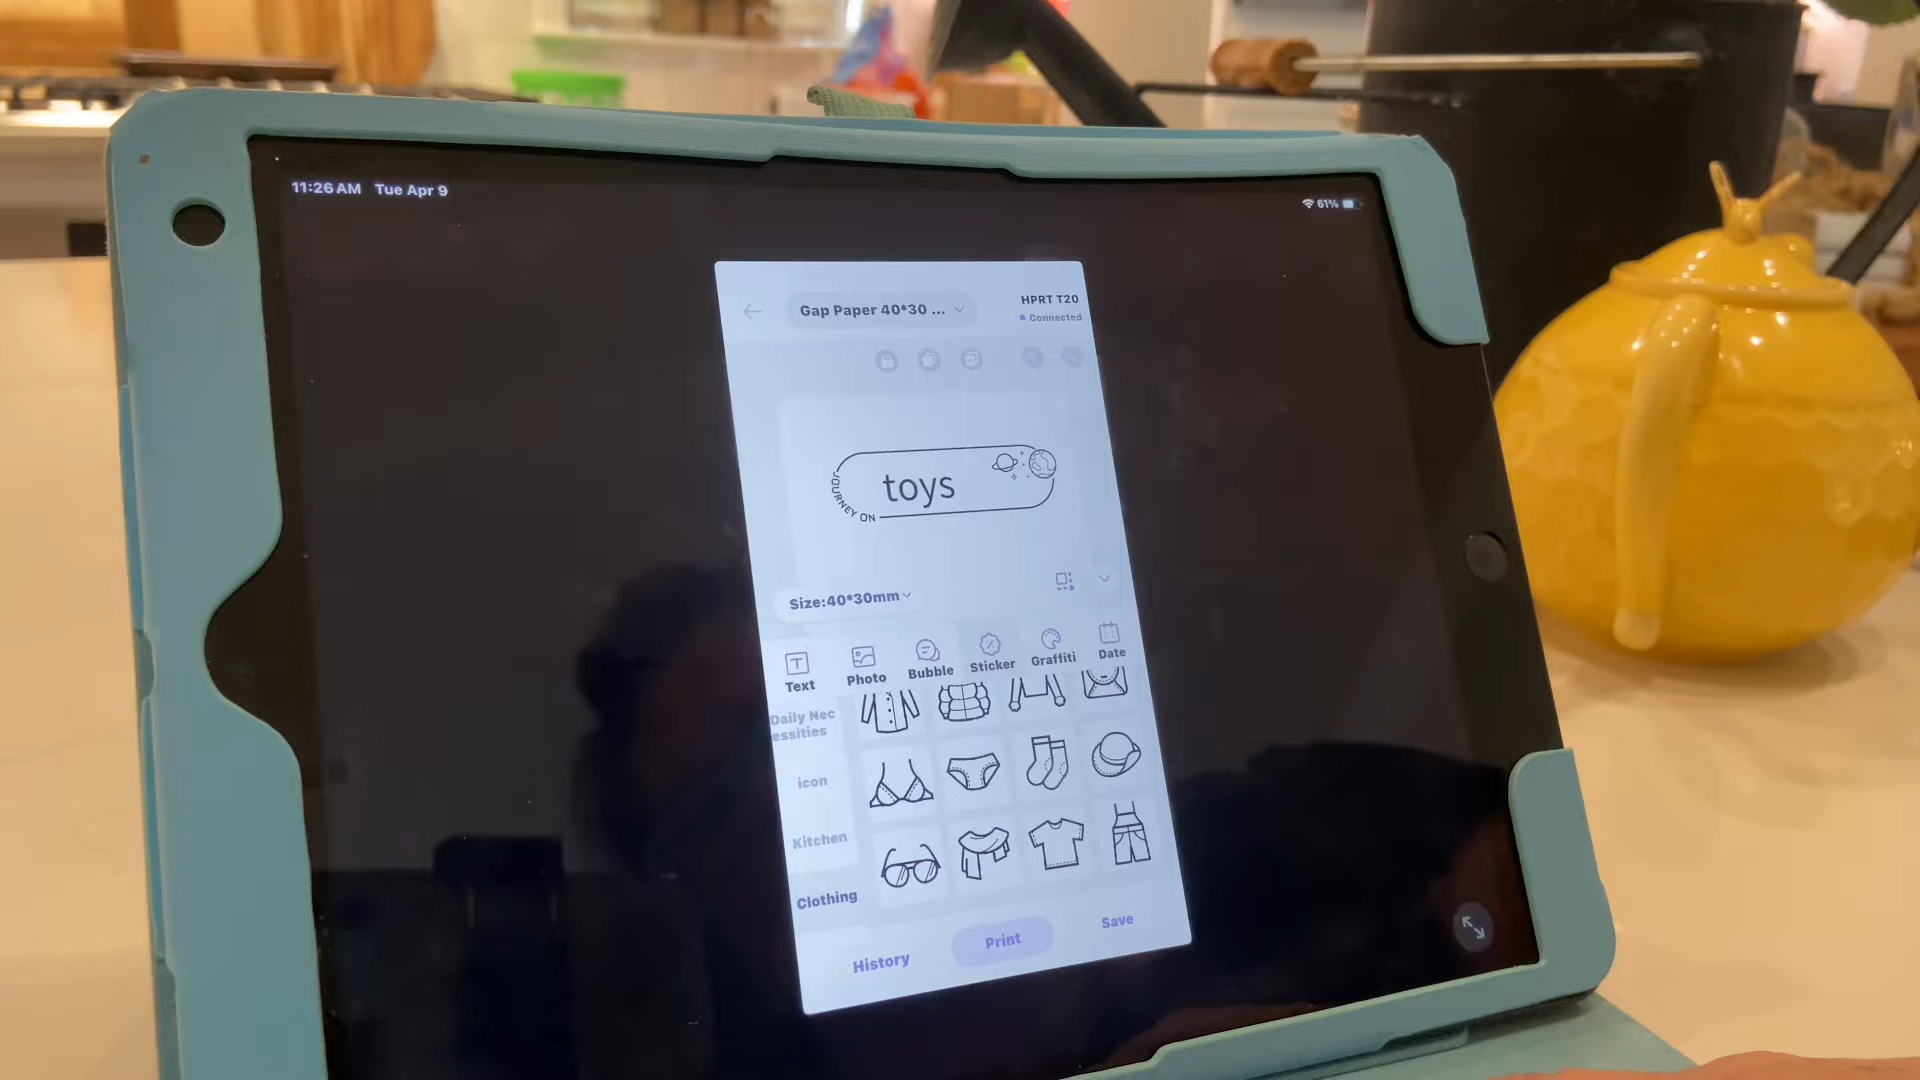 11:26 AM Tue Apr 9
61%
Gap Paper 40*30 ...
HPRT T20
Connected
toys
JOURNEY ON
Size:40*30mm
Text
Photo
Bubble
Sticker
Graffiti
Date
Daily Nec
essities
icon
Kitchen
Clothing
History
Print
Save